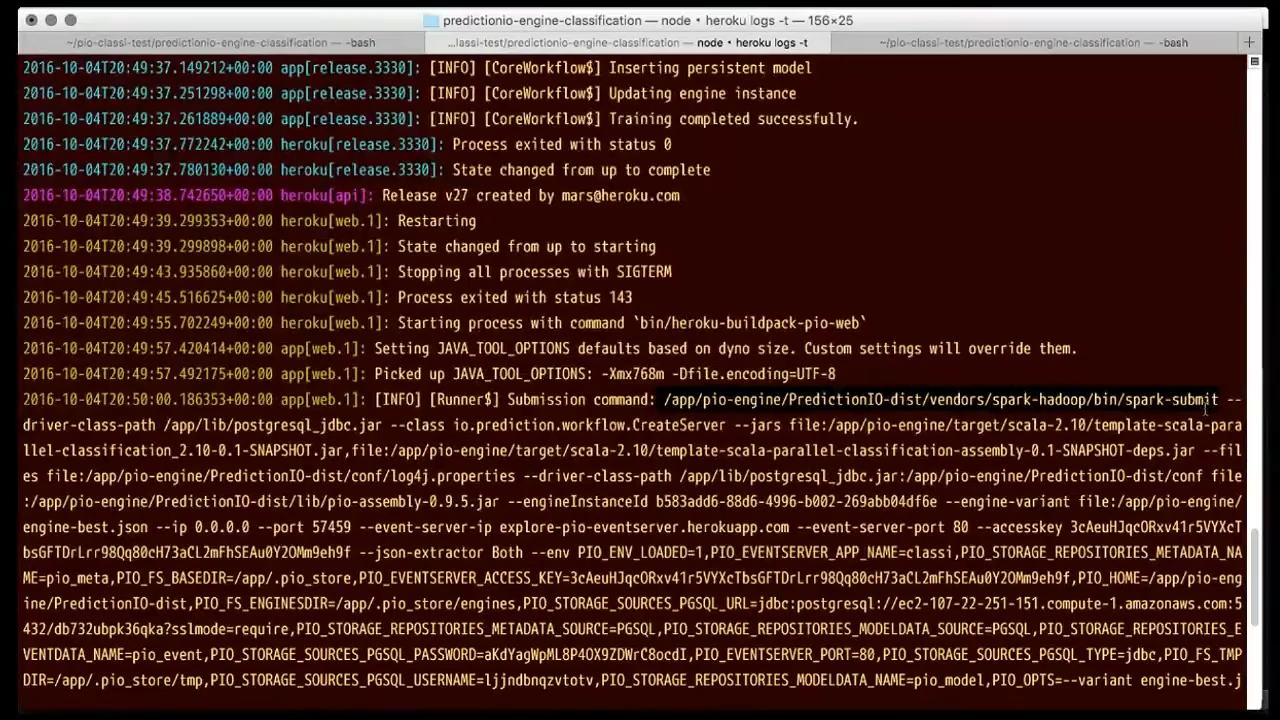 predictionio-engine-classification — node • heroku logs -t — 156×25
~/pio-classi-test/predictionio-engine-classification — -bash
...lassi-test/predictionio-engine-classification — node • heroku logs -t
~/pio-classi-test/predictionio-engine-classification — -bash
2016-10-04T20:49:37.149212+00:00 app[release.3330]: [INFO] [CoreWorkflow$] Inserting persistent model
2016-10-04T20:49:37.251298+00:00 app[release.3330]: [INFO] [CoreWorkflow$] Updating engine instance
2016-10-04T20:49:37.261889+00:00 app[release.3330]: [INFO] [CoreWorkflow$] Training completed successfully.
2016-10-04T20:49:37.772242+00:00 heroku[release.3330]: Process exited with status 0
2016-10-04T20:49:37.780130+00:00 heroku[release.3330]: State changed from up to complete
2016-10-04T20:49:38.742650+00:00 heroku[api]: Release v27 created by mars@heroku.com
2016-10-04T20:49:39.299353+00:00 heroku[web.1]: Restarting
2016-10-04T20:49:39.299898+00:00 heroku[web.1]: State changed from up to starting
2016-10-04T20:49:43.935860+00:00 heroku[web.1]: Stopping all processes with SIGTERM
2016-10-04T20:49:45.516625+00:00 heroku[web.1]: Process exited with status 143
2016-10-04T20:49:55.702249+00:00 heroku[web.1]: Starting process with command `bin/heroku-buildpack-pio-web`
2016-10-04T20:49:57.420414+00:00 app[web.1]: Setting JAVA_TOOL_OPTIONS defaults based on dyno size. Custom settings will override them.
2016-10-04T20:49:57.492175+00:00 app[web.1]: Picked up JAVA_TOOL_OPTIONS: -Xmx768m -Dfile.encoding=UTF-8
2016-10-04T20:50:00.186353+00:00 app[web.1]: [INFO] [Runner$] Submission command: /app/pio-engine/PredictionIO-dist/vendors/spark-hadoop/bin/spark-submit --
driver-class-path /app/lib/postgresql_jdbc.jar --class io.prediction.workflow.CreateServer --jars file:/app/pio-engine/target/scala-2.10/template-scala-para
llel-classification_2.10-0.1-SNAPSHOT.jar,file:/app/pio-engine/target/scala-2.10/template-scala-parallel-classification-assembly-0.1-SNAPSHOT-deps.jar --fil
es file:/app/pio-engine/PredictionIO-dist/conf/log4j.properties --driver-class-path /app/lib/postgresql_jdbc.jar:/app/pio-engine/PredictionIO-dist/conf file
:/app/pio-engine/PredictionIO-dist/lib/pio-assembly-0.9.5.jar --engineInstanceId b583add6-88d6-4996-b002-269abb04df6e --engine-variant file:/app/pio-engine/
engine-best.json --ip 0.0.0.0 --port 57459 --event-server-ip explore-pio-eventserver.herokuapp.com --event-server-port 80 --accesskey 3cAeuHJqcORxv41r5VYXcT
bsGFTDrLrr98Qq80cH73aCL2mFhSEAu0Y2OMm9eh9f --json-extractor Both --env PIO_ENV_LOADED=1,PIO_EVENTSERVER_APP_NAME=classi,PIO_STORAGE_REPOSITORIES_METADATA_NA
ME=pio_meta,PIO_FS_BASEDIR=/app/.pio_store,PIO_EVENTSERVER_ACCESS_KEY=3cAeuHJqcORxv41r5VYXcTbsGFTDrLrr98Qq80cH73aCL2mFhSEAu0Y2OMm9eh9f,PIO_HOME=/app/pio-eng
ine/PredictionIO-dist,PIO_FS_ENGINESDIR=/app/.pio_store/engines,PIO_STORAGE_SOURCES_PGSQL_URL=jdbc:postgresql://ec2-107-22-251-151.compute-1.amazonaws.com:5
432/db732ubpk36qka?sslmode=require,PIO_STORAGE_REPOSITORIES_METADATA_SOURCE=PGSQL,PIO_STORAGE_REPOSITORIES_MODELDATA_SOURCE=PGSQL,PIO_STORAGE_REPOSITORIES_E
VENTDATA_NAME=pio_event,PIO_STORAGE_SOURCES_PGSQL_PASSWORD=aKdYagWpML8P4OX9ZDWrC8ocdI,PIO_EVENTSERVER_PORT=80,PIO_STORAGE_SOURCES_PGSQL_TYPE=jdbc,PIO_FS_TMP
DIR=/app/.pio_store/tmp,PIO_STORAGE_SOURCES_PGSQL_USERNAME=ljjndbnqzvtotv,PIO_STORAGE_REPOSITORIES_MODELDATA_NAME=pio_model,PIO_OPTS=--variant engine-best.j